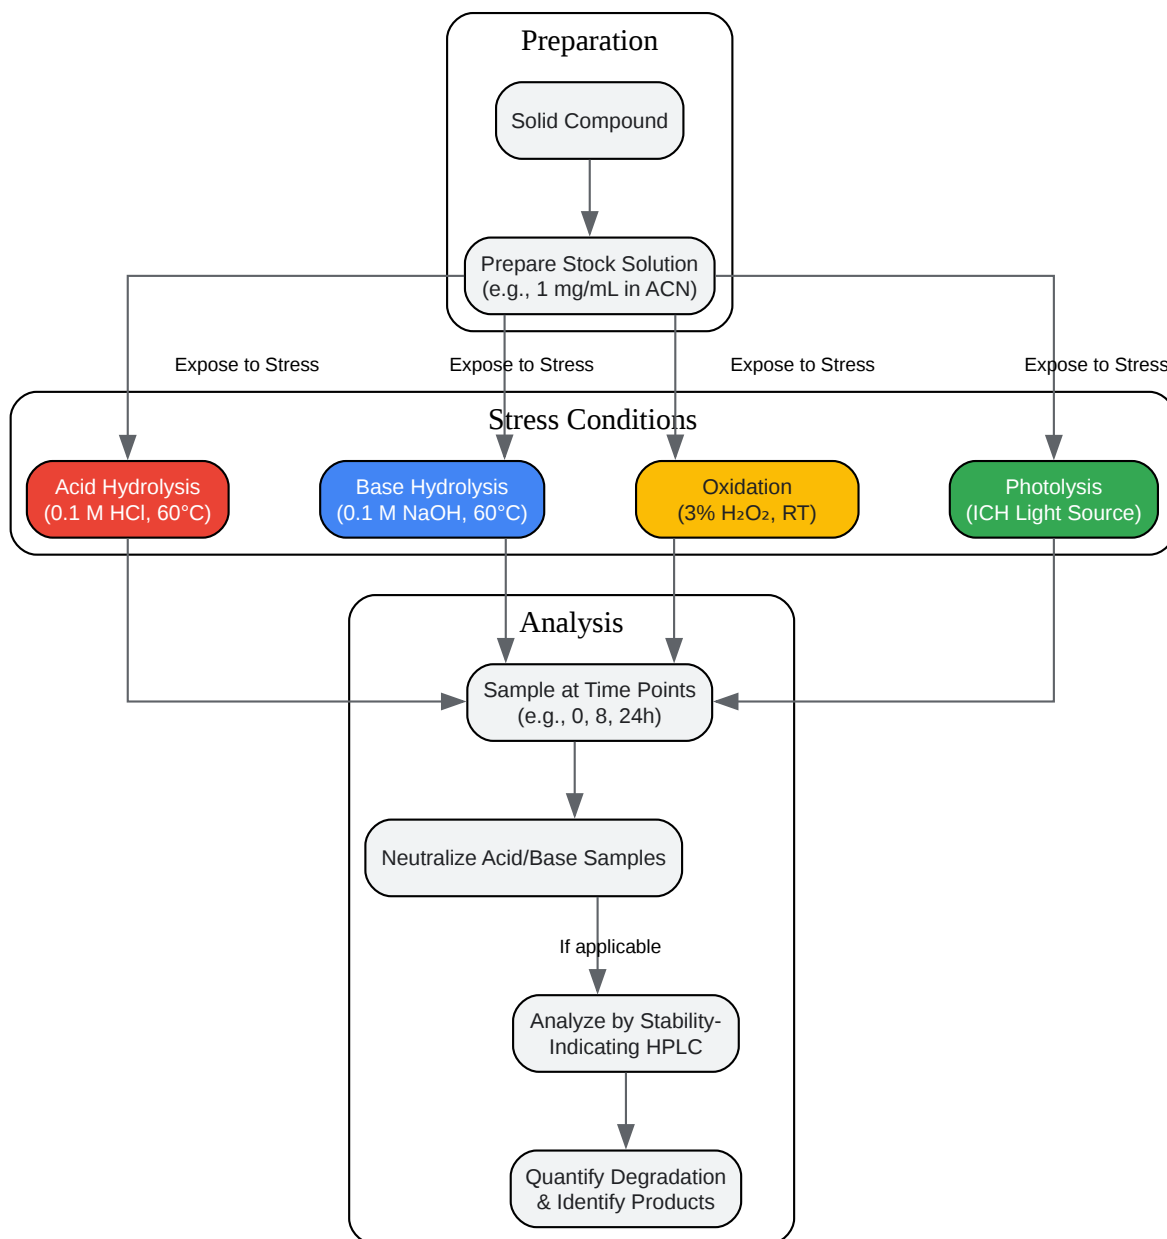 Preparation
Solid Compound
Prepare Stock Solution
(e.g., 1 mg/mL in ACN)
Expose to Stress
Expose to Stress
Expose to Stress
Expose to Stress
Stress Conditions
Acid Hydrolysis
(0.1 M HCl, 60°C)
Base Hydrolysis
(0.1 M NaOH, 60°C)
Oxidation
(3% H₂O₂, RT)
Photolysis
(ICH Light Source)
Analysis
Sample at Time Points
(e.g., 0, 8, 24h)
Neutralize Acid/Base Samples
If applicable
Analyze by Stability-
Indicating HPLC
Quantify Degradation
& Identify Products